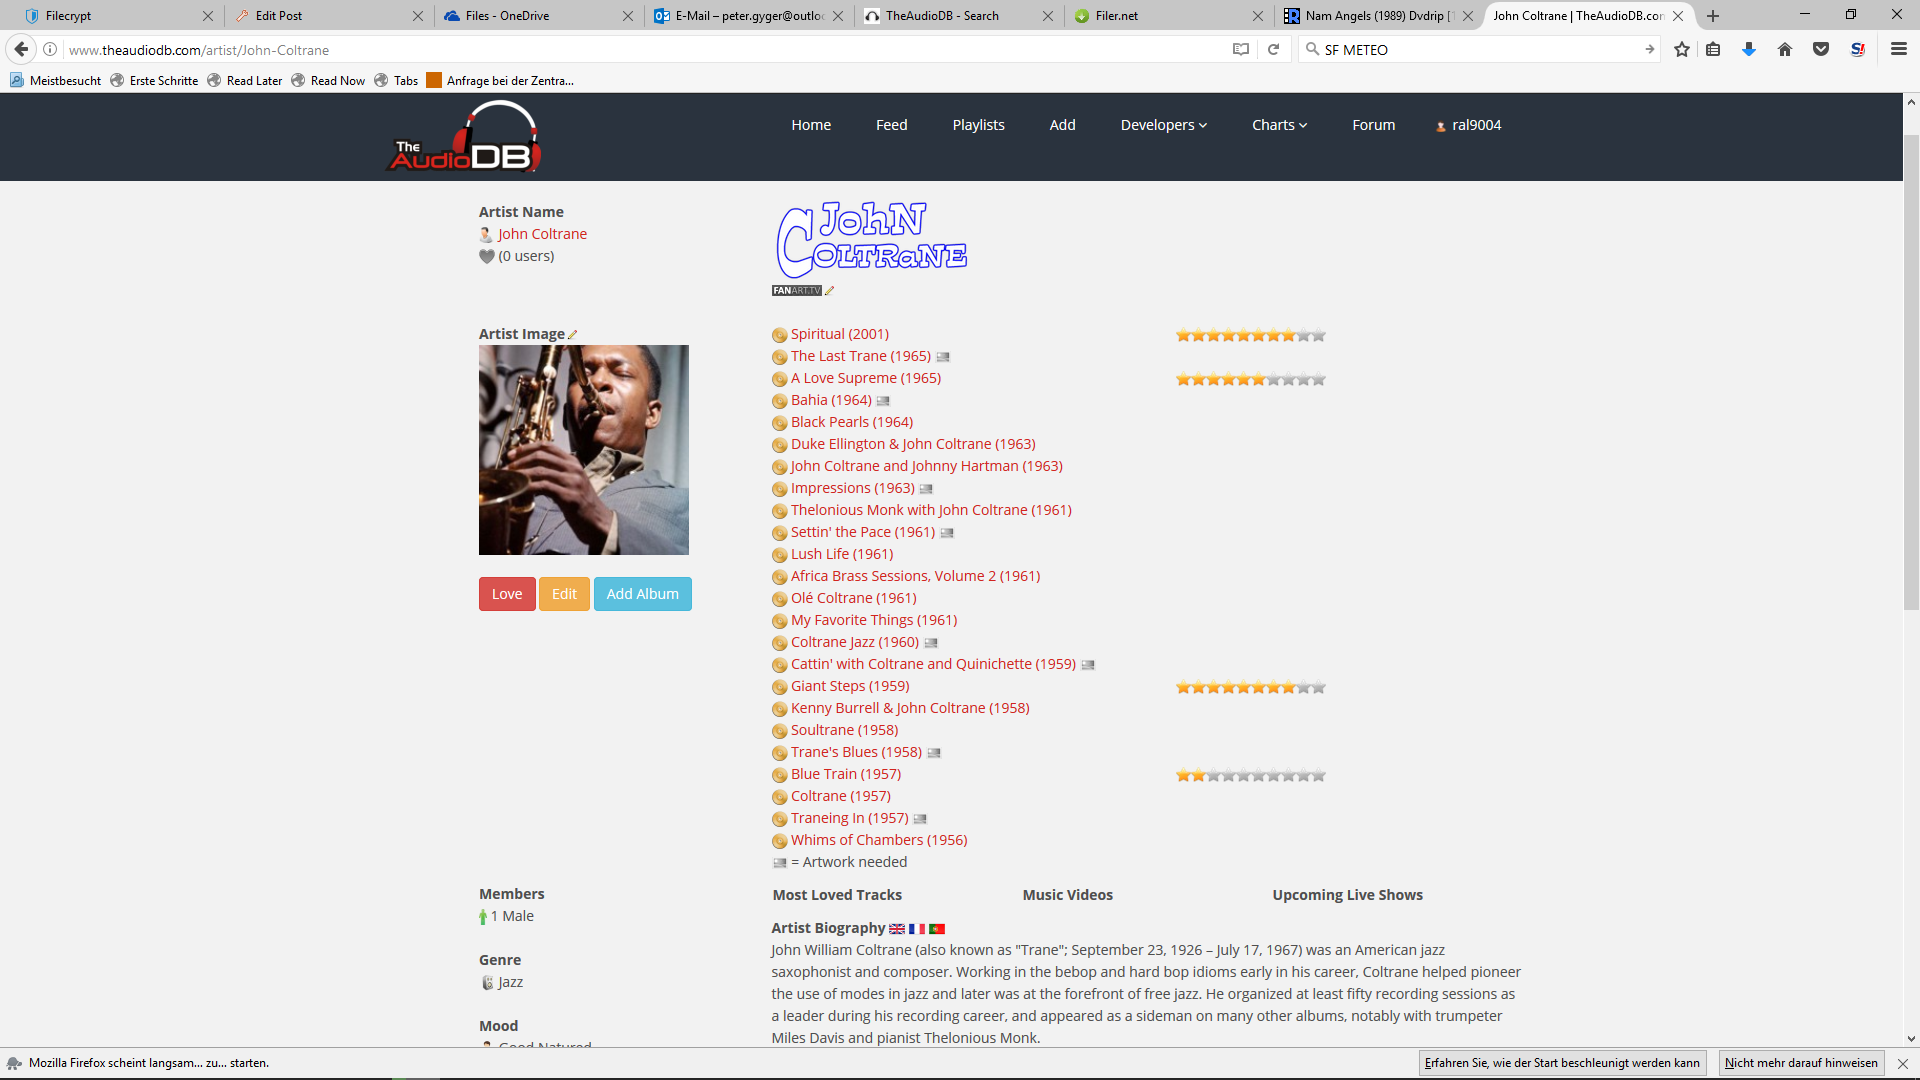 Filecrypt
Edit Post
Files - OneDrive
E-Mail – peter.gyger@outloo
TheAudioDB - Search
Filer.net
Nam Angels (1989) Dvdrip [1
John Coltrane | TheAudioDB.con
www.theaudiodb.com/artist/John-Coltrane
SF METEO
Meistbesucht
Erste Schritte
Read Later
Read Now
Tabs
Anfrage bei der Zentra...
The AudioDB
Home
Feed
Playlists
Add
Developers
Charts
Forum
ral9004
Artist Name
John Coltrane
(0 users)
JohN ColtRaNE
FANART.TV
Artist Image
Love
Edit
Add Album
Spiritual (2001)
The Last Trane (1965)
A Love Supreme (1965)
Bahia (1964)
Black Pearls (1964)
Duke Ellington & John Coltrane (1963)
John Coltrane and Johnny Hartman (1963)
Impressions (1963)
Thelonious Monk with John Coltrane (1961)
Settin' the Pace (1961)
Lush Life (1961)
Africa Brass Sessions, Volume 2 (1961)
Olé Coltrane (1961)
My Favorite Things (1961)
Coltrane Jazz (1960)
Cattin' with Coltrane and Quinichette (1959)
Giant Steps (1959)
Kenny Burrell & John Coltrane (1958)
Soultrane (1958)
Trane's Blues (1958)
Blue Train (1957)
Coltrane (1957)
Traneing In (1957)
Whims of Chambers (1956)
= Artwork needed
Members
1 Male
Genre
Jazz
Mood
Good Natured
Most Loved Tracks
Music Videos
Upcoming Live Shows
Artist Biography
John William Coltrane (also known as "Trane"; September 23, 1926 – July 17, 1967) was an American jazz
saxophonist and composer. Working in the bebop and hard bop idioms early in his career, Coltrane helped pioneer
the use of modes in jazz and later was at the forefront of free jazz. He organized at least fifty recording sessions as
a leader during his recording career, and appeared as a sideman on many other albums, notably with trumpeter
Miles Davis and pianist Thelonious Monk.
Mozilla Firefox scheint langsam... zu... starten.
Erfahren Sie, wie der Start beschleunigt werden kann
Nicht mehr darauf hinweisen